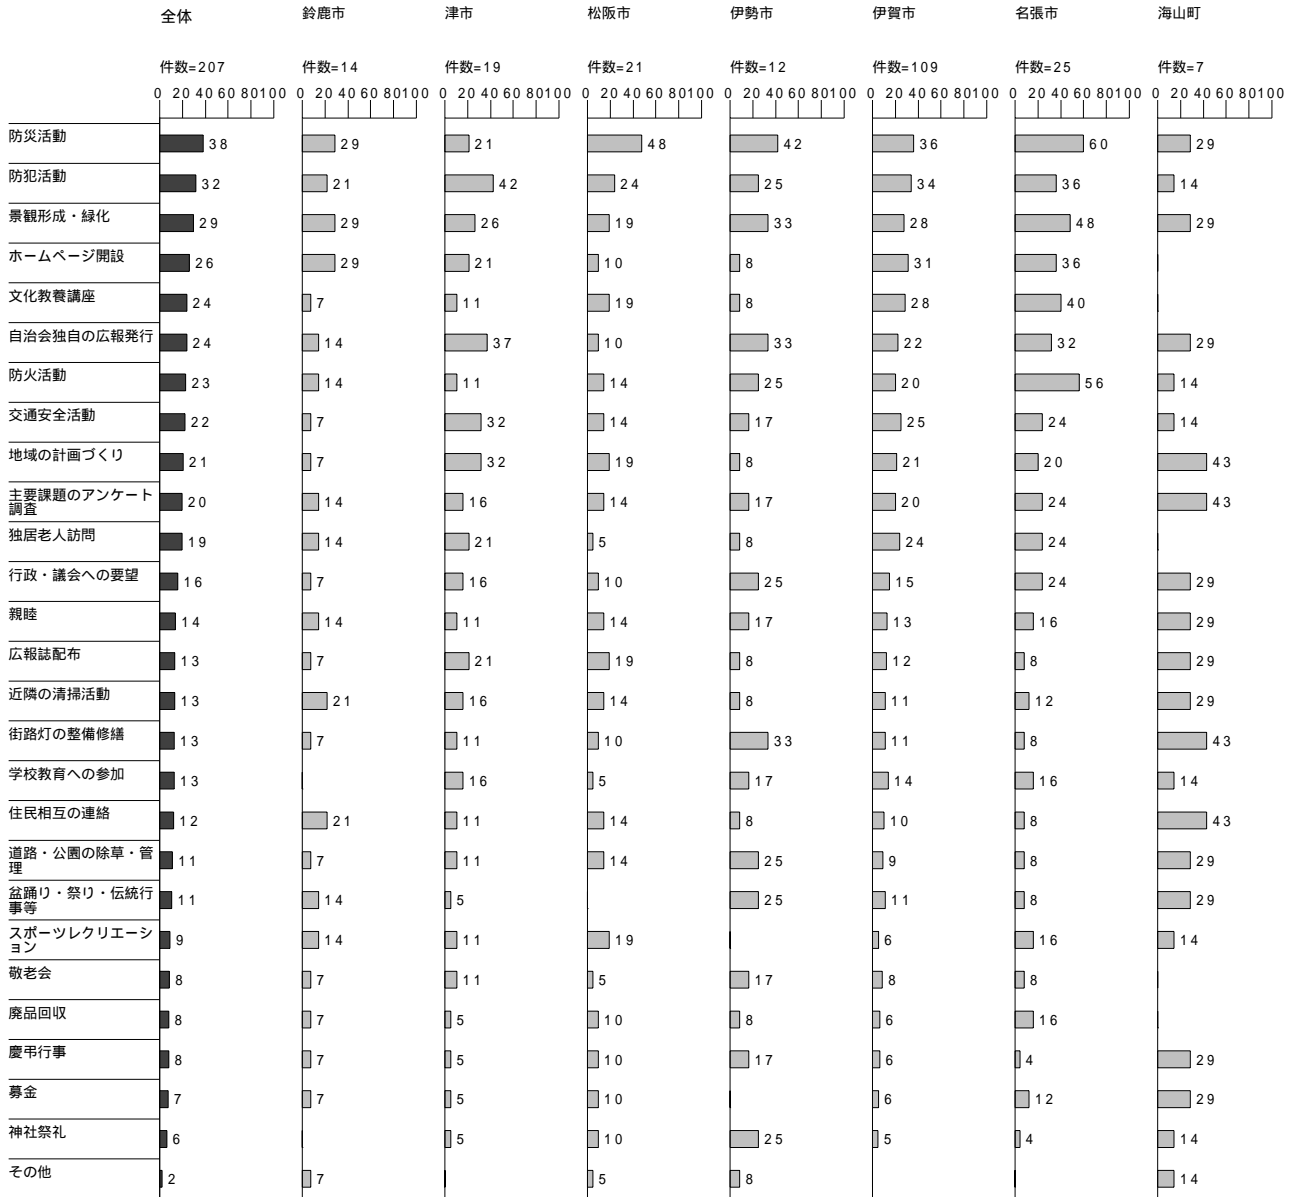 全体 鈴鹿市 津市 松阪市 伊勢市 伊賀市 名張市 海山町
件数=207 件数=14 件数=19 件数=21 件数=12 件数=109 件数=25 件数=7
0 20 40 60 80 100 0 20 40 60 80 100 0 20 40 60 80 100 0 20 40 60 80 100 0 20 40 60 80 100 0 20 40 60 80 100 0 20 40 60 80 100 0 20 40 60 80 100
防災活動 38 29 21 48 42 36 60 29
防犯活動 32 21 42 24 25 34 36 14
景観形成・緑化 29 29 26 19 33 28 48 29
ホームページ開設 26 29 21 10 8 31 36
文化教養講座 24 7 11 19 8 28 40
自治会独自の広報発行 24 14 37 10 33 22 32 29
防火活動 23 14 11 14 25 20 56 14
交通安全活動 22 7 32 14 17 25 24 14
地域の計画づくり 21 7 32 19 8 21 20 43
主要課題のアンケート
調査 20 14 16 14 17 20 24 43
独居老人訪問 19 14 21 5 8 24 24
行政・議会への要望 16 7 16 10 25 15 24 29
親睦 14 14 11 14 17 13 16 29
広報誌配布 13 7 21 19 8 12 8 29
近隣の清掃活動 13 21 16 14 8 11 12 29
街路灯の整備修繕 13 7 11 10 33 11 8 43
学校教育への参加 13 16 5 17 14 16 14
住民相互の連絡 12 21 11 14 8 10 8 43
道路・公園の除草・管
理 11 7 11 14 25 9 8 29
盆踊り・祭り・伝統行
事等 11 14 5 25 11 8 29
スポーツレクリエーシ
ョン 9 14 11 19 6 16 14
敬老会 8 7 11 5 17 8 8
廃品回収 8 7 5 10 8 6 16
慶弔行事 8 7 5 10 17 6 4 29
募金 7 7 5 10 6 12 29
神社祭礼 6 5 10 25 5 4 14
その他 2 7 5 8 14